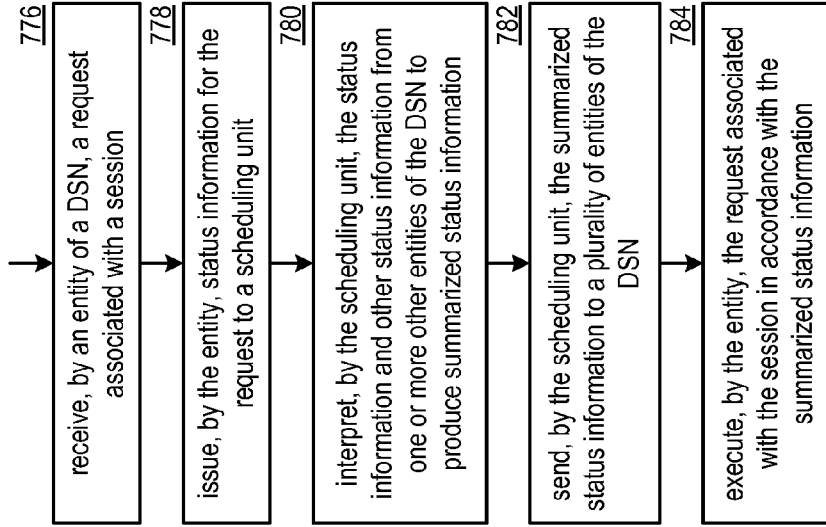 776
receive, by an entity of a DSN, a request
associated with a session
778
issue, by the entity, status information for the
request to a scheduling unit
780
interpret, by the scheduling unit, the status
information and other status information from
one or more other entities of the DSN to
produce summarized status information
782
send, by the scheduling unit, the summarized
status information to a plurality of entities of the
DSN
784
execute, by the entity, the request associated
with the session in accordance with the
summarized status information